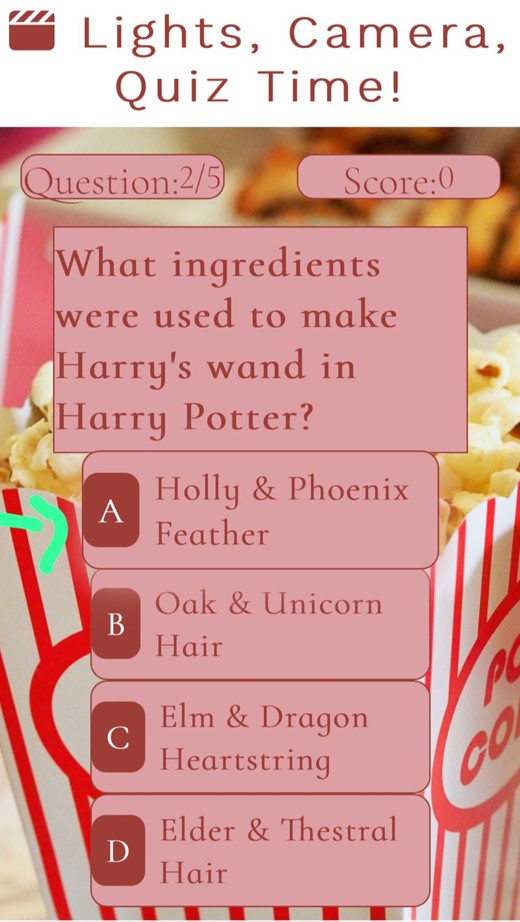 Lights, Camera,
Quiz Time!
Question:2/5
Score:0
What ingredients
were used to make
Harry's wand in
Harry Potter?
A
Holly & Phoenix
Feather
B
Oak & Unicorn
Hair
C
Elm & Dragon
Heartstring
D
Elder & Thestral
Hair